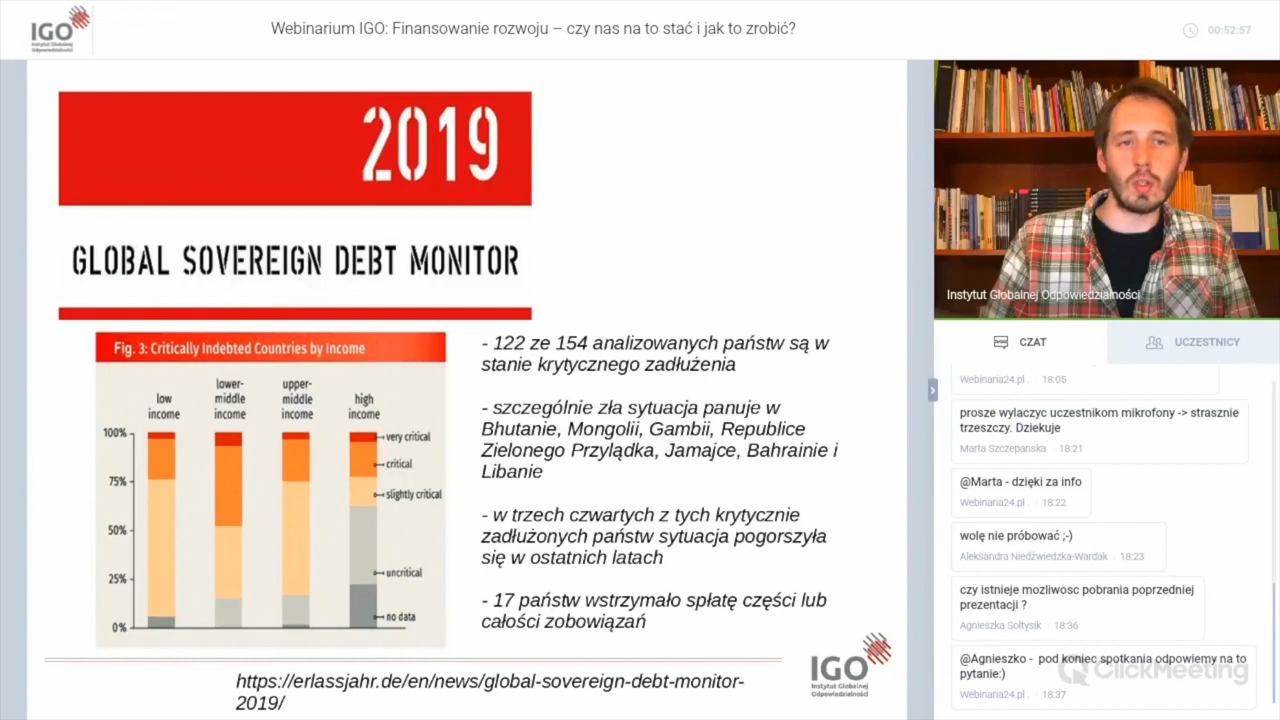 IGO
Instytut Globalnej
Odpowiedzialności
Webinarium IGO: Finansowanie rozwoju – czy nas na to stać i jak to zrobić?
00:52:57
2019
GLOBAL SOVEREIGN DEBT MONITOR
Fig. 3: Critically Indebted Countries by Income
low
income
lower-
middle
income
upper-
middle
income
high
income
100%
75%
50%
25%
0%
very critical
critical
slightly critical
uncritical
no data
- 122 ze 154 analizowanych państw są w
stanie krytycznego zadłużenia
- szczególnie zła sytuacja panuje w
Bhutanie, Mongolii, Gambii, Republice
Zielonego Przylądka, Jamajce, Bahrainie i
Libanie
- w trzech czwartych z tych krytycznie
zadłużonych państw sytuacja pogorszyła
się w ostatnich latach
- 17 państw wstrzymało spłatę części lub
całości zobowiązań
https://erlassjahr.de/en/news/global-sovereign-debt-monitor-
2019/
IGO
Instytut Globalnej
Odpowiedzialności
Instytut Globalnej Odpowiedzialności
CZAT
UCZESTNICY
Webinaria24.pl . 18:05
prosze wylaczyc uczestnikom mikrofony -> strasznie
trzeszczy. Dziekuje
Marta Szczepanska 18:21
@Marta - dzięki za info
Webinaria24.pl . 18:22
wolę nie próbować ;-)
Aleksandra Niedźwiedzka-Wardak 18:23
czy istnieje mozliwosc pobrania poprzedniej
prezentacji ?
Agnieszka Soltysik 18:36
@Agnieszko - pod koniec spotkania odpowiemy na to
pytanie:)
Webinaria24.pl . 18:37
ClickMeeting